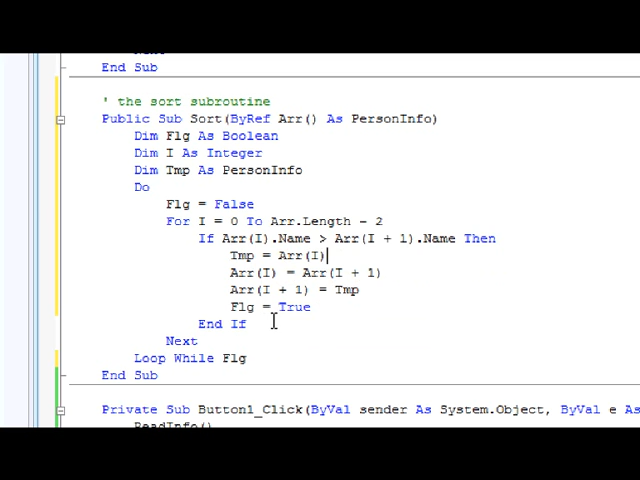 End Sub
' the sort subroutine
Public Sub Sort(ByRef Arr() As PersonInfo)
Dim Flg As Boolean
Dim I As Integer
Dim Tmp As PersonInfo
Do
Flg = False
For I = 0 To Arr.Length - 2
If Arr(I).Name > Arr(I + 1).Name Then
Tmp = Arr(I)
Arr(I) = Arr(I + 1)
Arr(I + 1) = Tmp
Flg = True
End If
Next
Loop While Flg
End Sub
Private Sub Button1_Click(ByVal sender As System.Object, ByVal e As
ReadInfo()